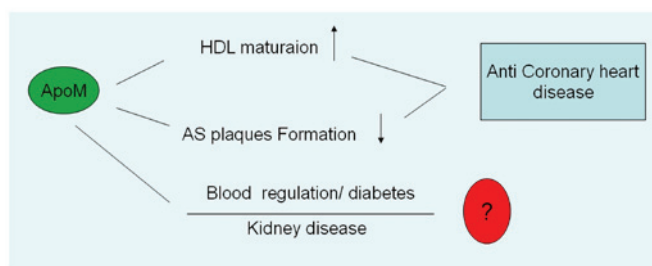 HDL maturaion
ApoM
Anti Coronary heart
disease
AS plaques Formation
Blood regulation/ diabetes
Kidney disease
?